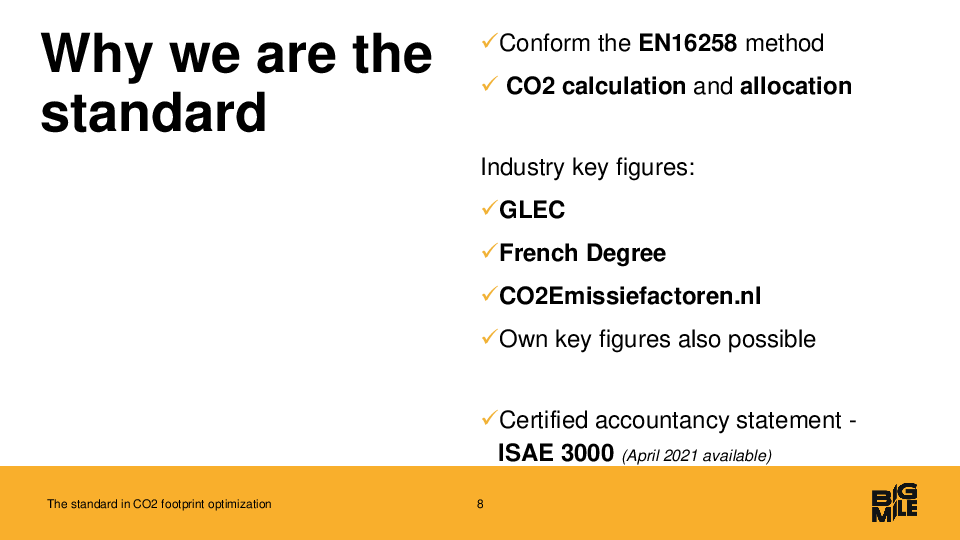 Why we are the
standard
✓Conform the EN16258 method
✓ CO2 calculation and allocation
Industry key figures:
✓GLEC
✓French Degree
✓CO2Emissiefactoren.nl
✓Own key figures also possible
✓Certified accountancy statement -
ISAE 3000 (April 2021 available)
The standard in CO2 footprint optimization
8
BIG
MILE